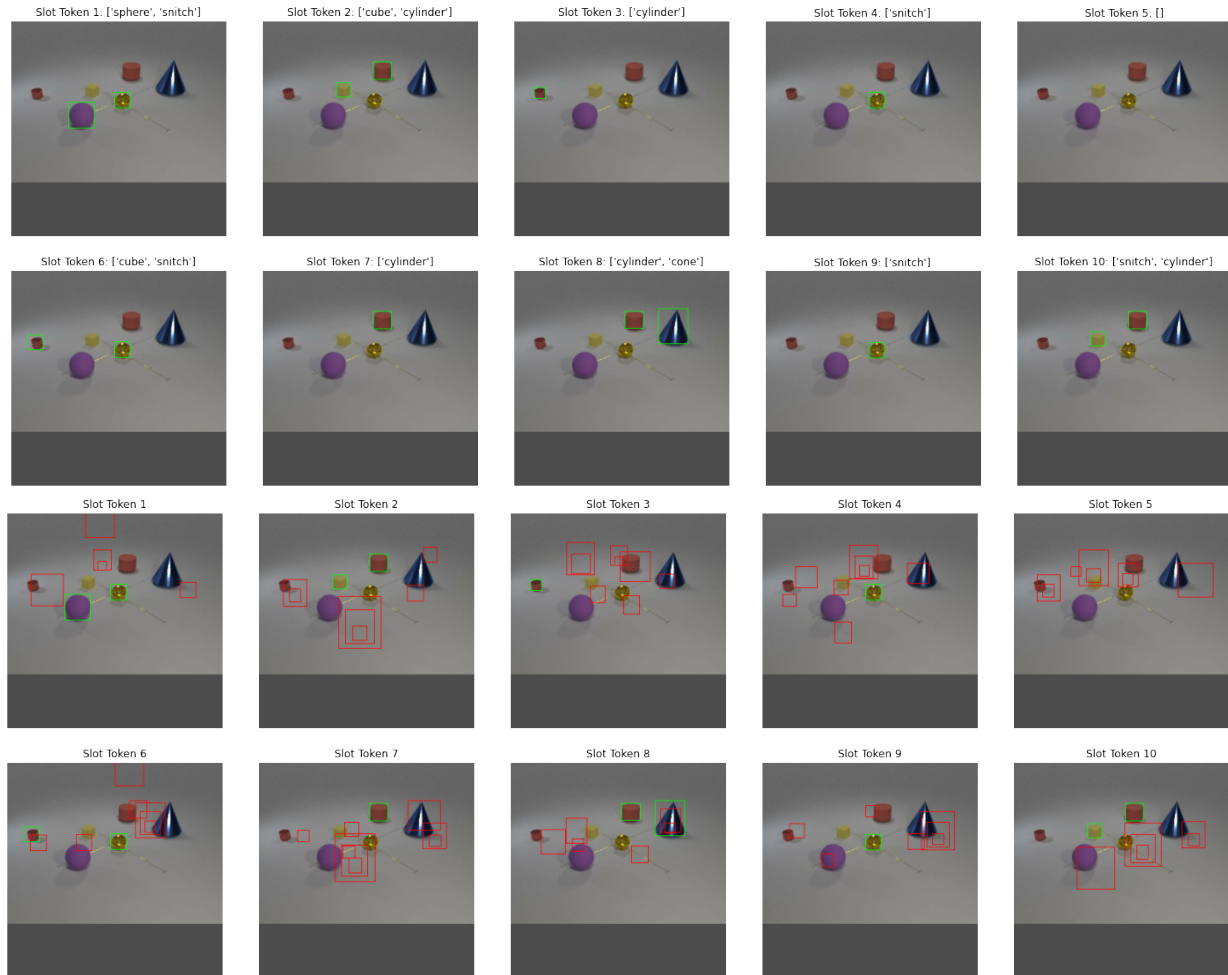 Slot Token 1: ['sphere', 'snitch']
Slot Token 2: ['cube', 'cylinder']
Slot Token 3: ['cylinder']
Slot Token 4: ['snitch']
Slot Token 5: []
Slot Token 6: ['cube', 'snitch']
Slot Token 7: ['cylinder']
Slot Token 8: ['cylinder', 'cone']
Slot Token 9: ['snitch']
Slot Token 10: ['snitch', 'cylinder']
Slot Token 1
Slot Token 2
Slot Token 3
Slot Token 4
Slot Token 5
Slot Token 6
Slot Token 7
Slot Token 8
Slot Token 9
Slot Token 10